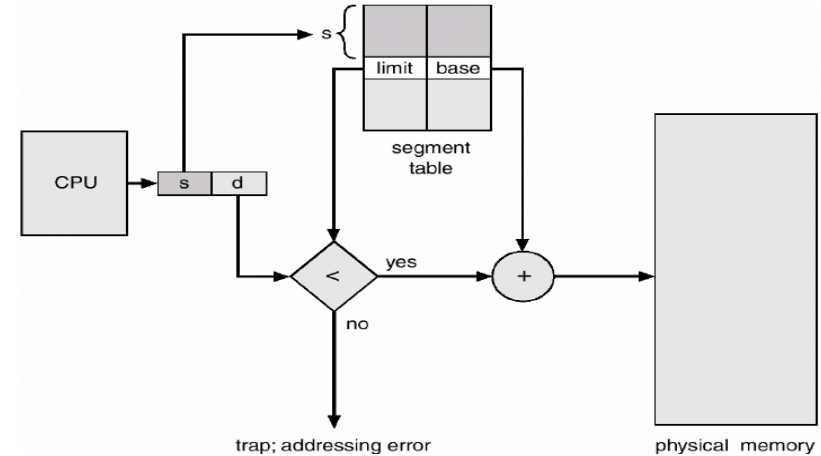 s
limit base
segment
table
CPU
s d
<
yes
+
no
trap; addressing error
physical memory